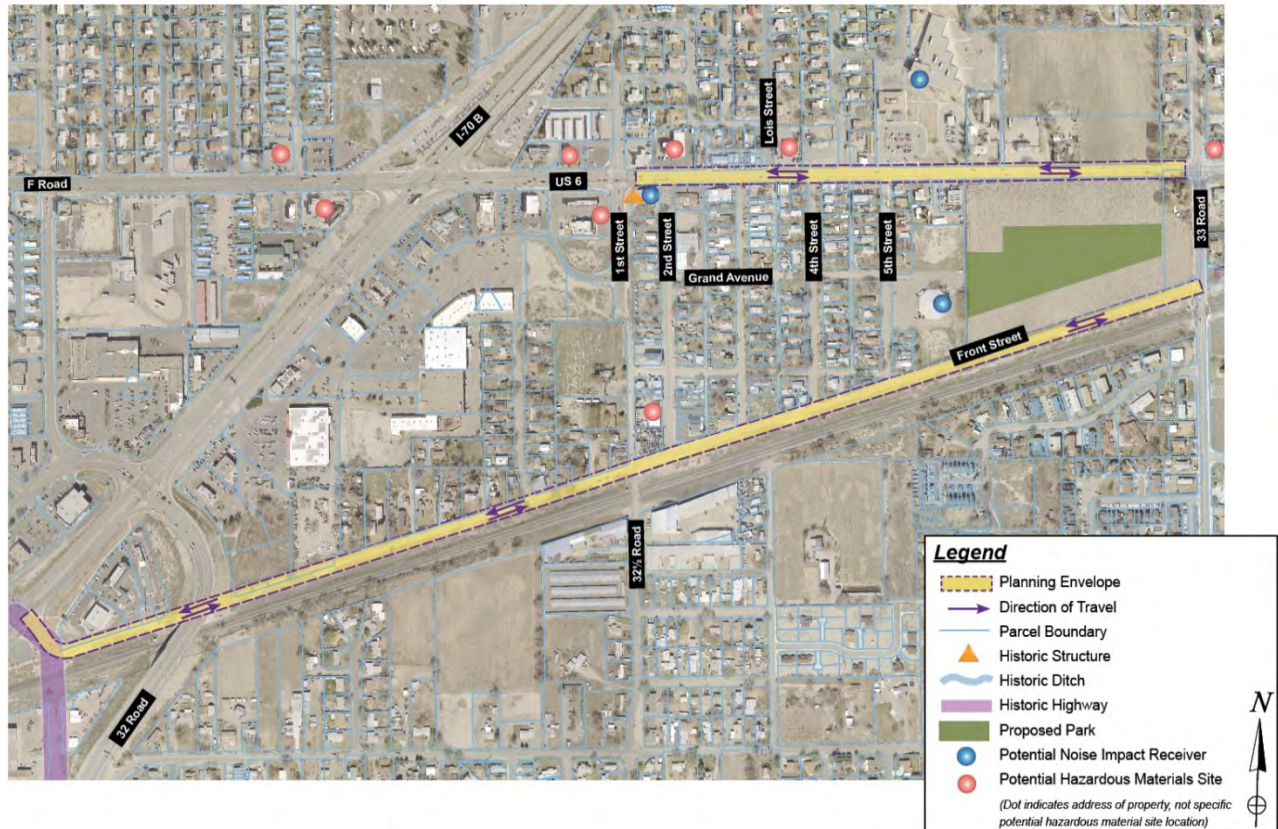 Lois Street
I-70 B
F Road
US 6
1st Street
2nd Street
4th Street
5th Street
33 Road
Grand Avenue
Front Street
32½ Road
32 Road
Legend
Planning Envelope
Direction of Travel
Parcel Boundary
Historic Structure
Historic Ditch
Historic Highway
Proposed Park
Potential Noise Impact Receiver
Potential Hazardous Materials Site
(Dot indicates address of property, not specific
potential hazardous material site location)
N